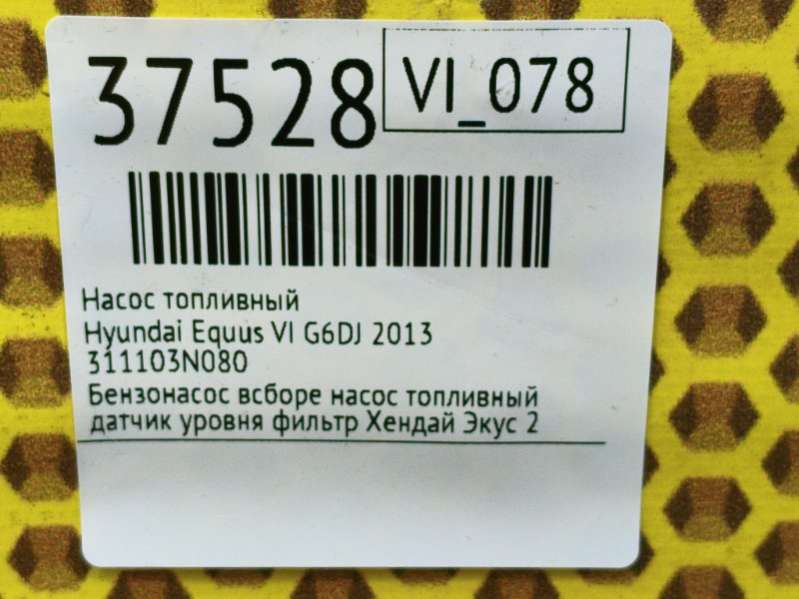 37528
VI_078
Насос топливный
Hyundai Equus VI G6DJ 2013
311103N080
Бензонасос всборе насос топливный
датчик уровня фильтр Хендай Экус 2